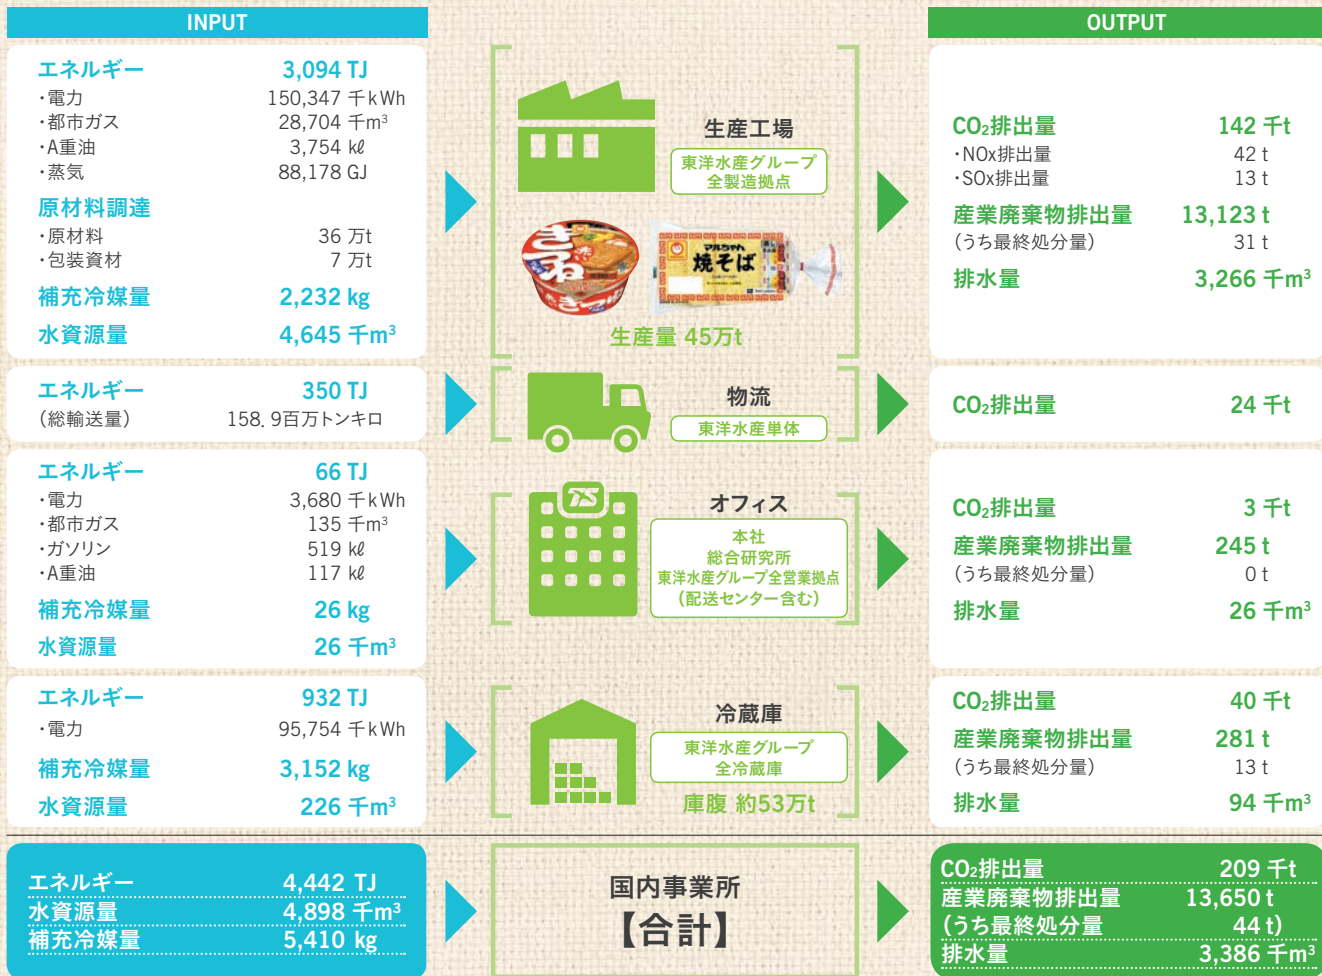 INPUT
OUTPUT
エネルギー 3,094 TJ
・電力 150,347 千kWh
・都市ガス 28,704 千m³
・A重油 3,754 kℓ
・蒸気 88,178 GJ
原材料調達
・原材料 36 万t
・包装資材 7 万t
補充冷媒量 2,232 kg
水資源量 4,645 千m³
生産工場
東洋水産グループ
全製造拠点
マルちゃん
焼そば
生産量 45万t
CO₂排出量 142 千t
・NOx排出量 42 t
・SOx排出量 13 t
産業廃棄物排出量 13,123 t
(うち最終処分量) 31 t
排水量 3,266 千m³
エネルギー 350 TJ
(総輸送量) 158.9百万トンキロ
物流
東洋水産単体
CO₂排出量 24 千t
エネルギー 66 TJ
・電力 3,680 千kWh
・都市ガス 135 千m³
・ガソリン 519 kℓ
・A重油 117 kℓ
補充冷媒量 26 kg
水資源量 26 千m³
TS
オフィス
本社
総合研究所
東洋水産グループ全営業拠点
(配送センター含む)
CO₂排出量 3 千t
産業廃棄物排出量 245 t
(うち最終処分量) 0 t
排水量 26 千m³
エネルギー 932 TJ
・電力 95,754 千kWh
補充冷媒量 3,152 kg
水資源量 226 千m³
冷蔵庫
東洋水産グループ
全冷蔵庫
庫腹 約53万t
CO₂排出量 40 千t
産業廃棄物排出量 281 t
(うち最終処分量) 13 t
排水量 94 千m³
エネルギー 4,442 TJ
水資源量 4,898 千m³
補充冷媒量 5,410 kg
国内事業所
【合計】
CO₂排出量 209 千t
産業廃棄物排出量 13,650 t
(うち最終処分量 44 t)
排水量 3,386 千m³